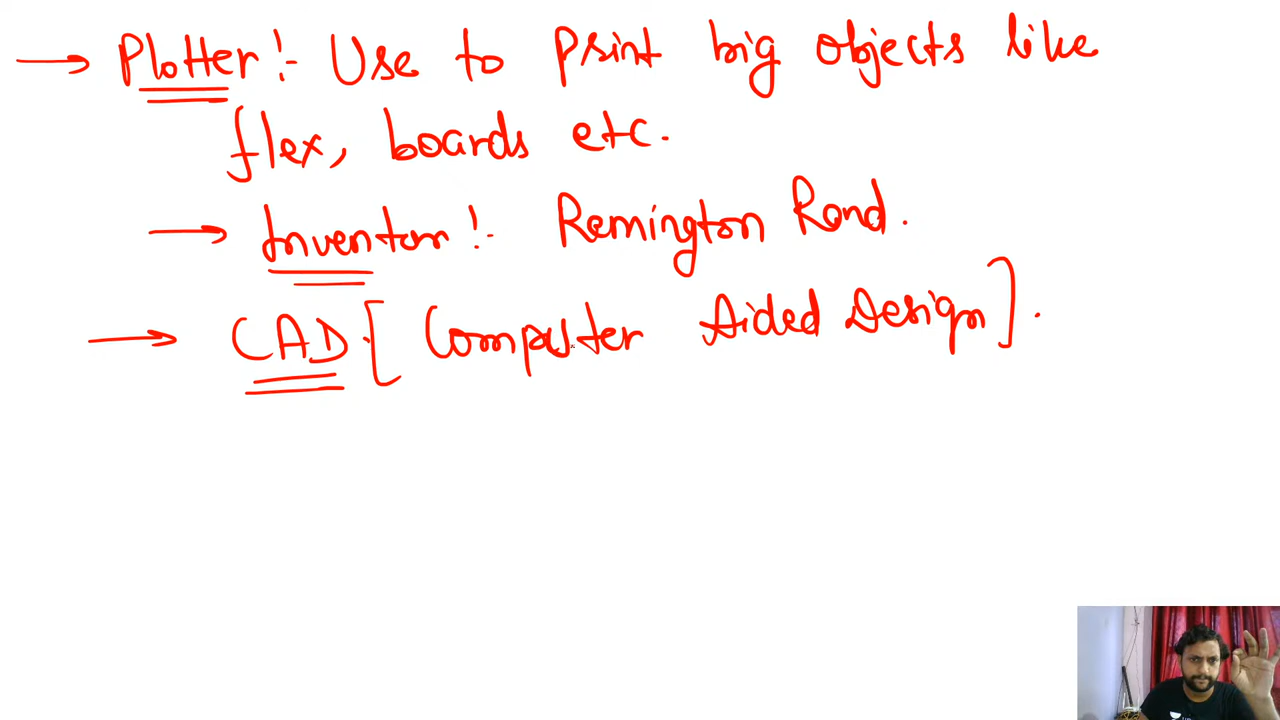 → Plotter :- Use to print big objects like
flex, boards etc.
→ Inventor :- Remington Rand.
→ CAD [Computer Aided Design].